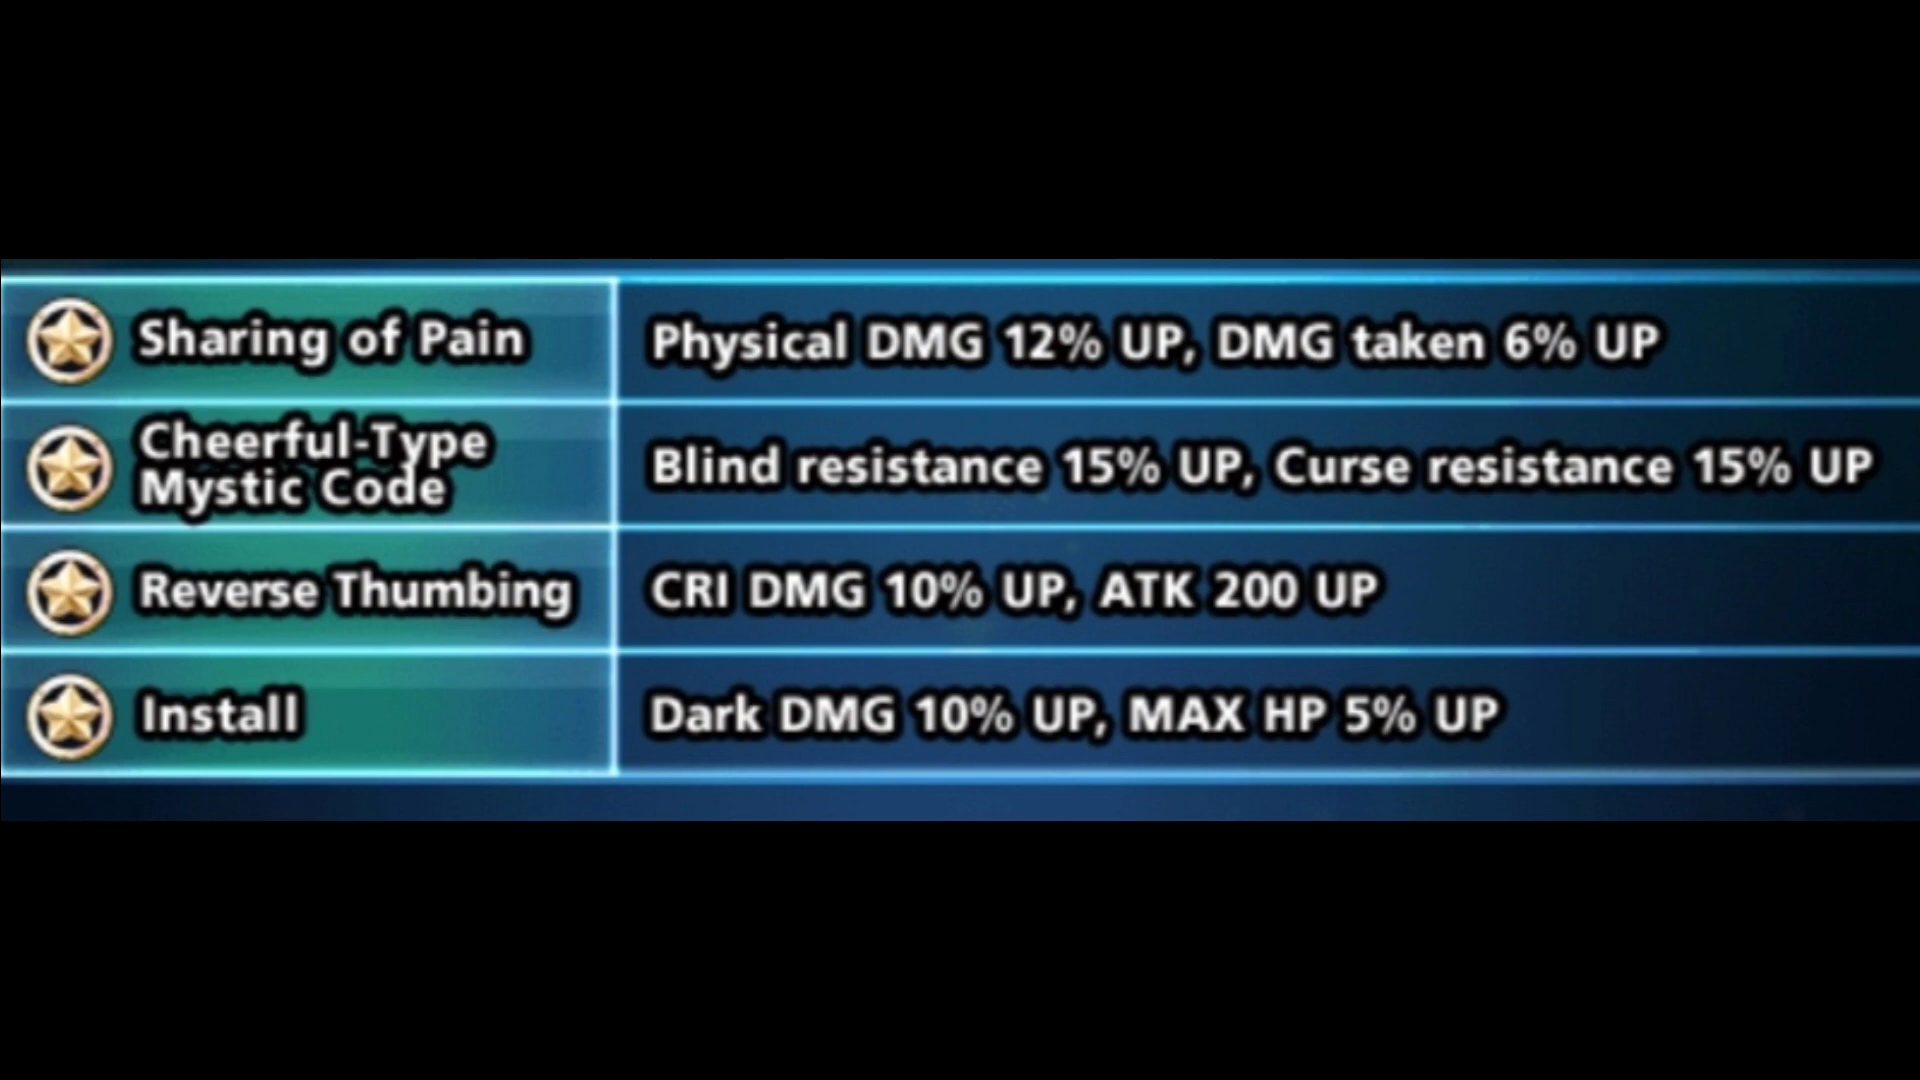 Sharing of Pain
Physical DMG 12% UP, DMG taken 6% UP
Cheerful-Type
Mystic Code
Blind resistance 15% UP, Curse resistance 15% UP
Reverse Thumbing
CRI DMG 10% UP, ATK 200 UP
Install
Dark DMG 10% UP, MAX HP 5% UP